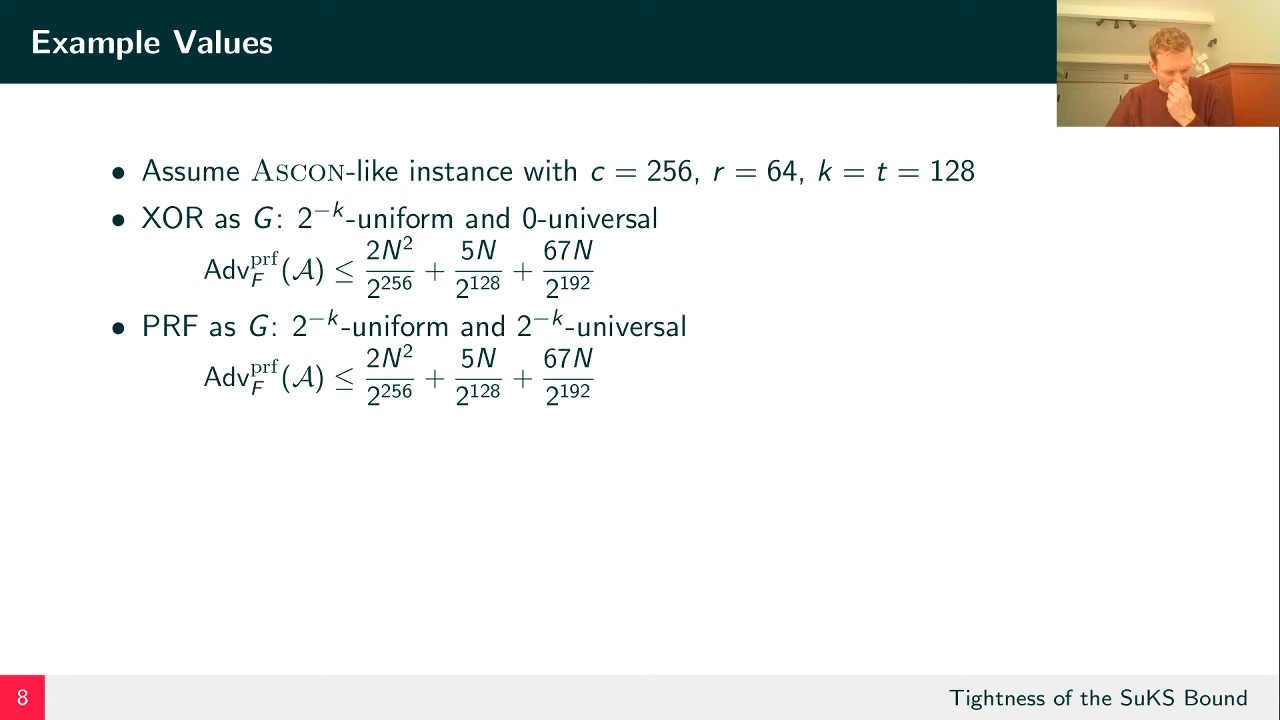 Example Values
• Assume Ascon-like instance with c = 256, r = 64, k = t = 128
• XOR as G: 2^{−k}-uniform and 0-universal
Adv_F^{prf}(𝒜) ≤ 2N²/2^{256} + 5N/2^{128} + 67N/2^{192}
• PRF as G: 2^{−k}-uniform and 2^{−k}-universal
Adv_F^{prf}(𝒜) ≤ 2N²/2^{256} + 5N/2^{128} + 67N/2^{192}
8
Tightness of the SuKS Bound